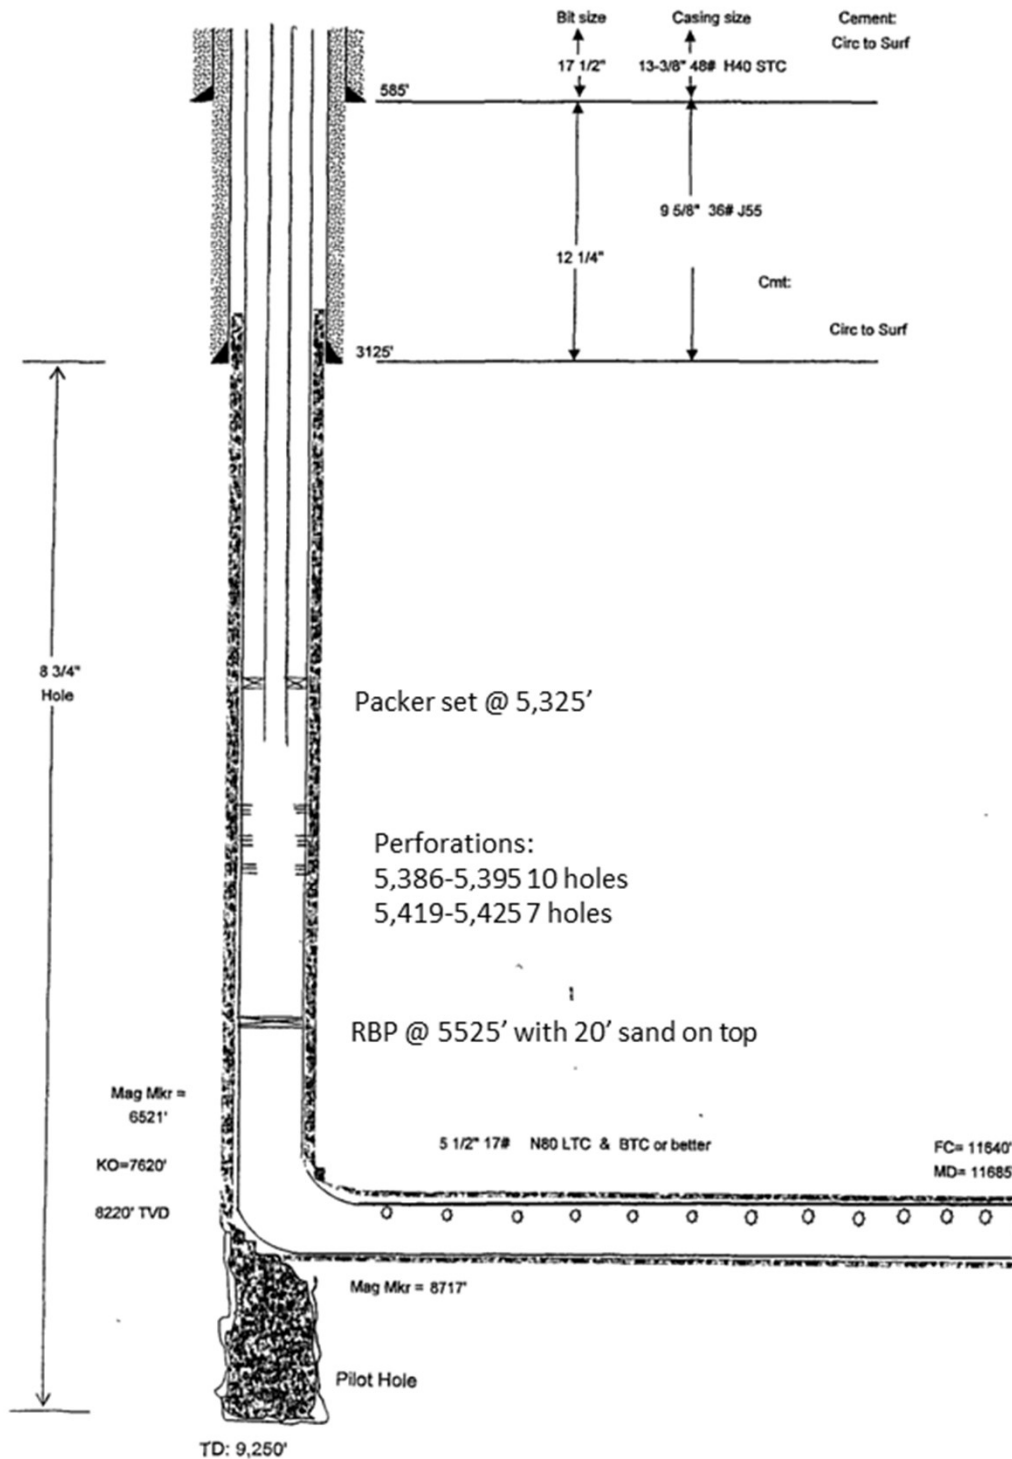 Bit size Casing size Cement:
Circ to Surf
17 1/2" 13-3/8" 48# H40 STC
585'
9 5/8" 36# J55
12 1/4"
Cmt:
Circ to Surf
3125'
8 3/4"
Hole
Packer set @ 5,325’
Perforations:
5,386-5,395 10 holes
5,419-5,425 7 holes
RBP @ 5525’ with 20’ sand on top
Mag Mkr =
6521'
5 1/2" 17# N80 LTC & BTC or better
FC= 11640'
KO=7620'
MD= 11685'
8220' TVD
Mag Mkr = 8717'
Pilot Hole
TD: 9,250'